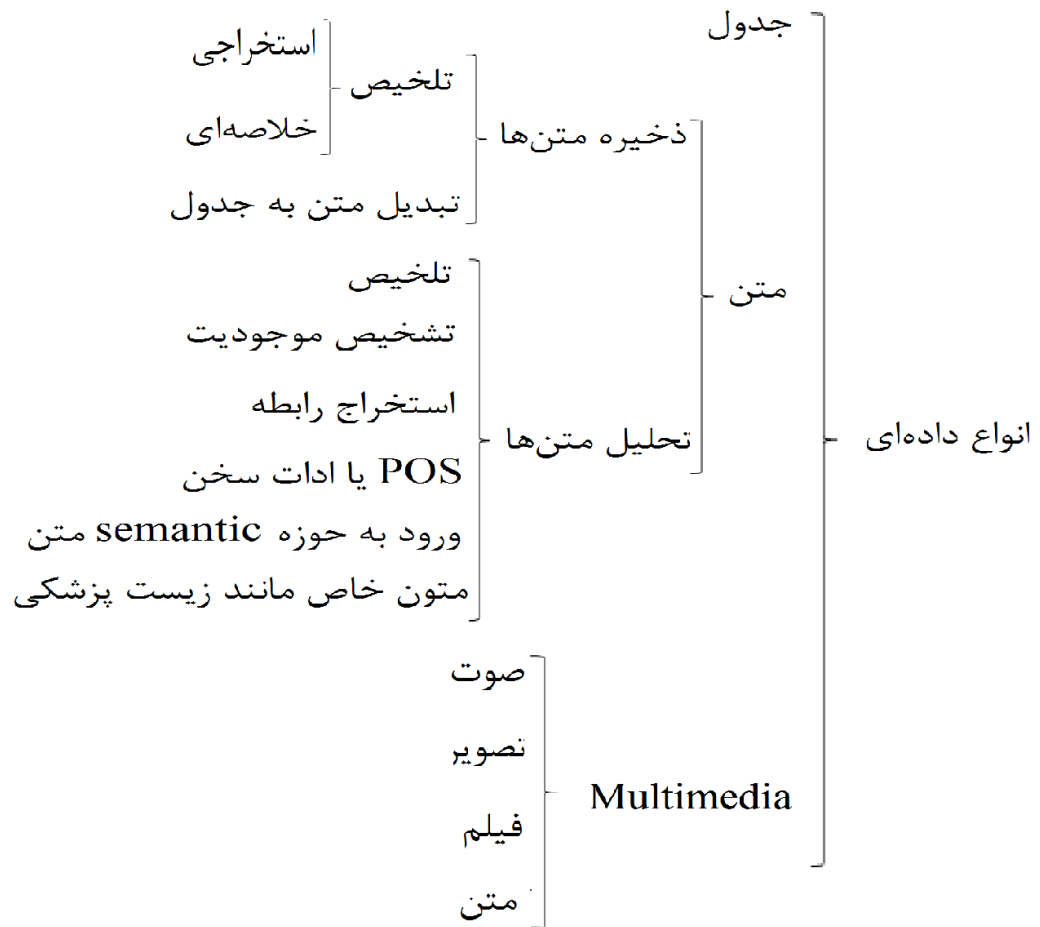 انواع داده‌ای
جدول
متن
ذخیره متن‌ها
تلخیص
استخراجی
خلاصه‌ای
تبدیل متن به جدول
تحلیل متن‌ها
تلخیص
تشخیص موجودیت
استخراج رابطه
POS یا ادات سخن
ورود به حوزه semantic متن
متون خاص مانند زیست پزشکی
Multimedia
صوت
تصویر
فیلم
متن